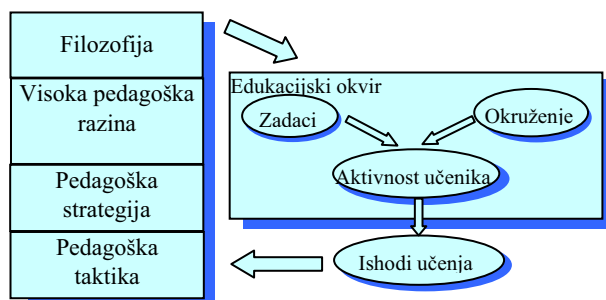 Filozofija
Visoka pedagoška
razina
Pedagoška
strategija
Pedagoška
taktika
Edukacijski okvir
Zadaci
Okruženje
Aktivnost učenika
Ishodi učenja